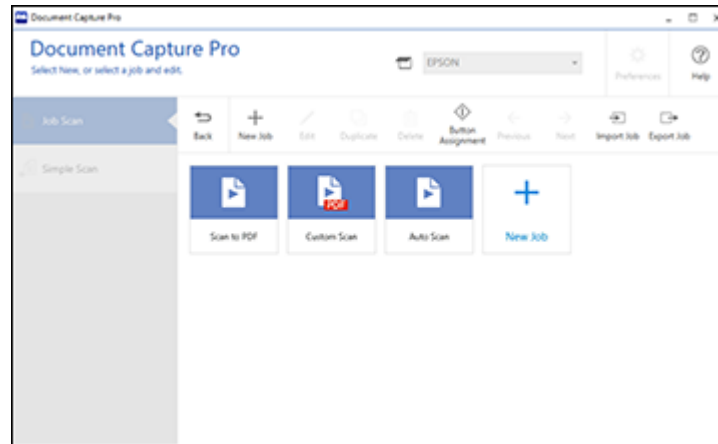 Document Capture Pro
Document Capture Pro
Select New, or select a job and edit.
EPSON
Preferences
Help
Job Scan
Simple Scan
Back
New Job
Edit
Duplicate
Delete
Button
Assignment
Previous
Next
Import Job
Export Job
Scan to PDF
PDF
Custom Scan
Auto Scan
New Job